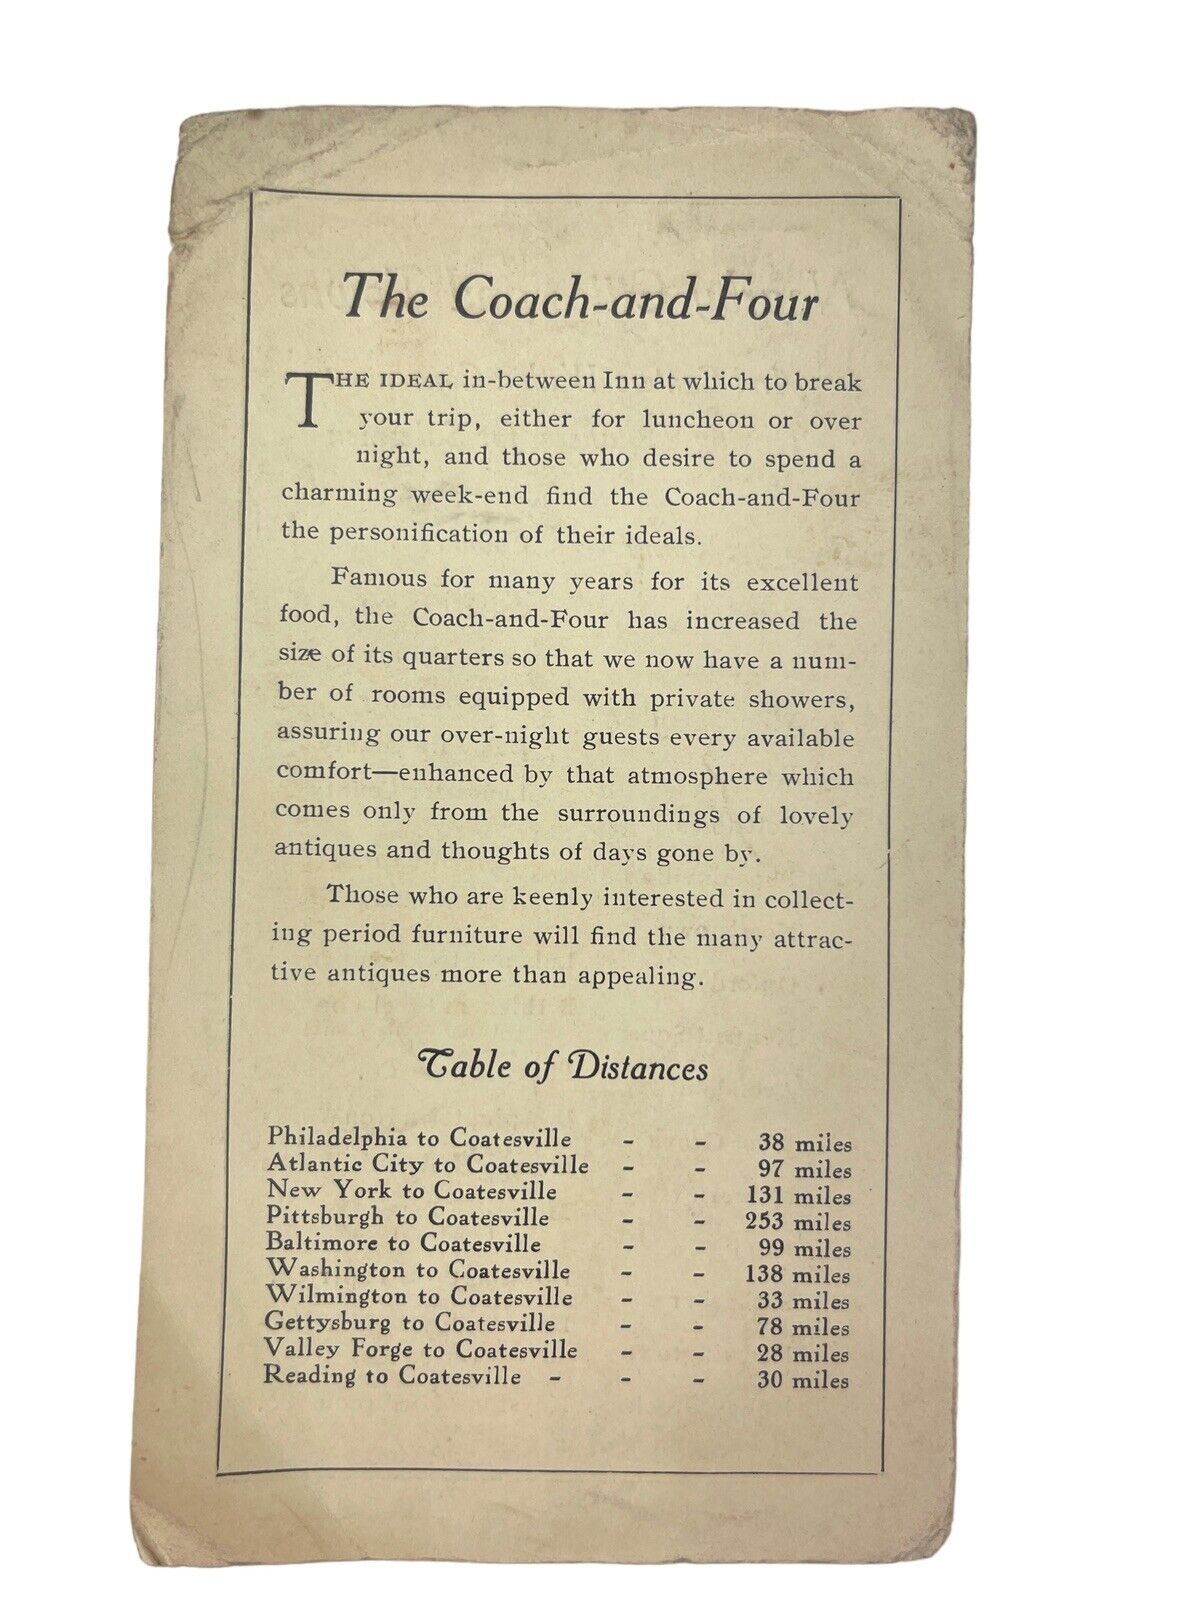 The Coach-and-Four
THE IDEAL in-between Inn at which to break
your trip, either for luncheon or over
night, and those who desire to spend a
charming week-end find the Coach-and-Four
the personification of their ideals.
Famous for many years for its excellent
food, the Coach-and-Four has increased the
size of its quarters so that we now have a num-
ber of rooms equipped with private showers,
assuring our over-night guests every available
comfort—enhanced by that atmosphere which
comes only from the surroundings of lovely
antiques and thoughts of days gone by.
Those who are keenly interested in collect-
ing period furniture will find the many attrac-
tive antiques more than appealing.
Table of Distances
Philadelphia to Coatesville - - 38 miles
Atlantic City to Coatesville - - 97 miles
New York to Coatesville - - 131 miles
Pittsburgh to Coatesville - - 253 miles
Baltimore to Coatesville - - 99 miles
Washington to Coatesville - - 138 miles
Wilmington to Coatesville - - 33 miles
Gettysburg to Coatesville - - 78 miles
Valley Forge to Coatesville - - 28 miles
Reading to Coatesville - - - 30 miles